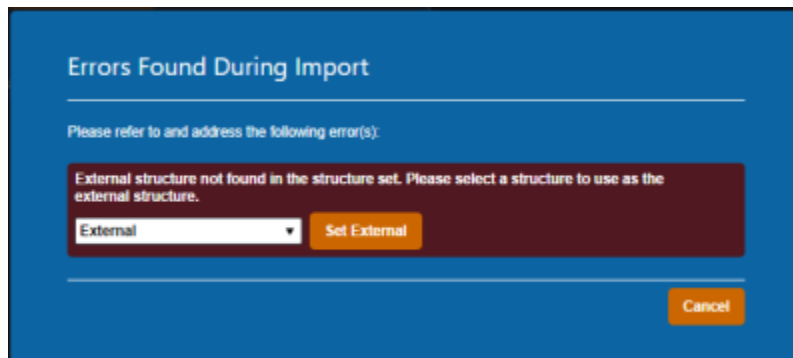 Errors Found During Import
Please refer to and address the following error(s):
External structure not found in the structure set. Please select a structure to use as the
external structure.
External
Set External
Cancel